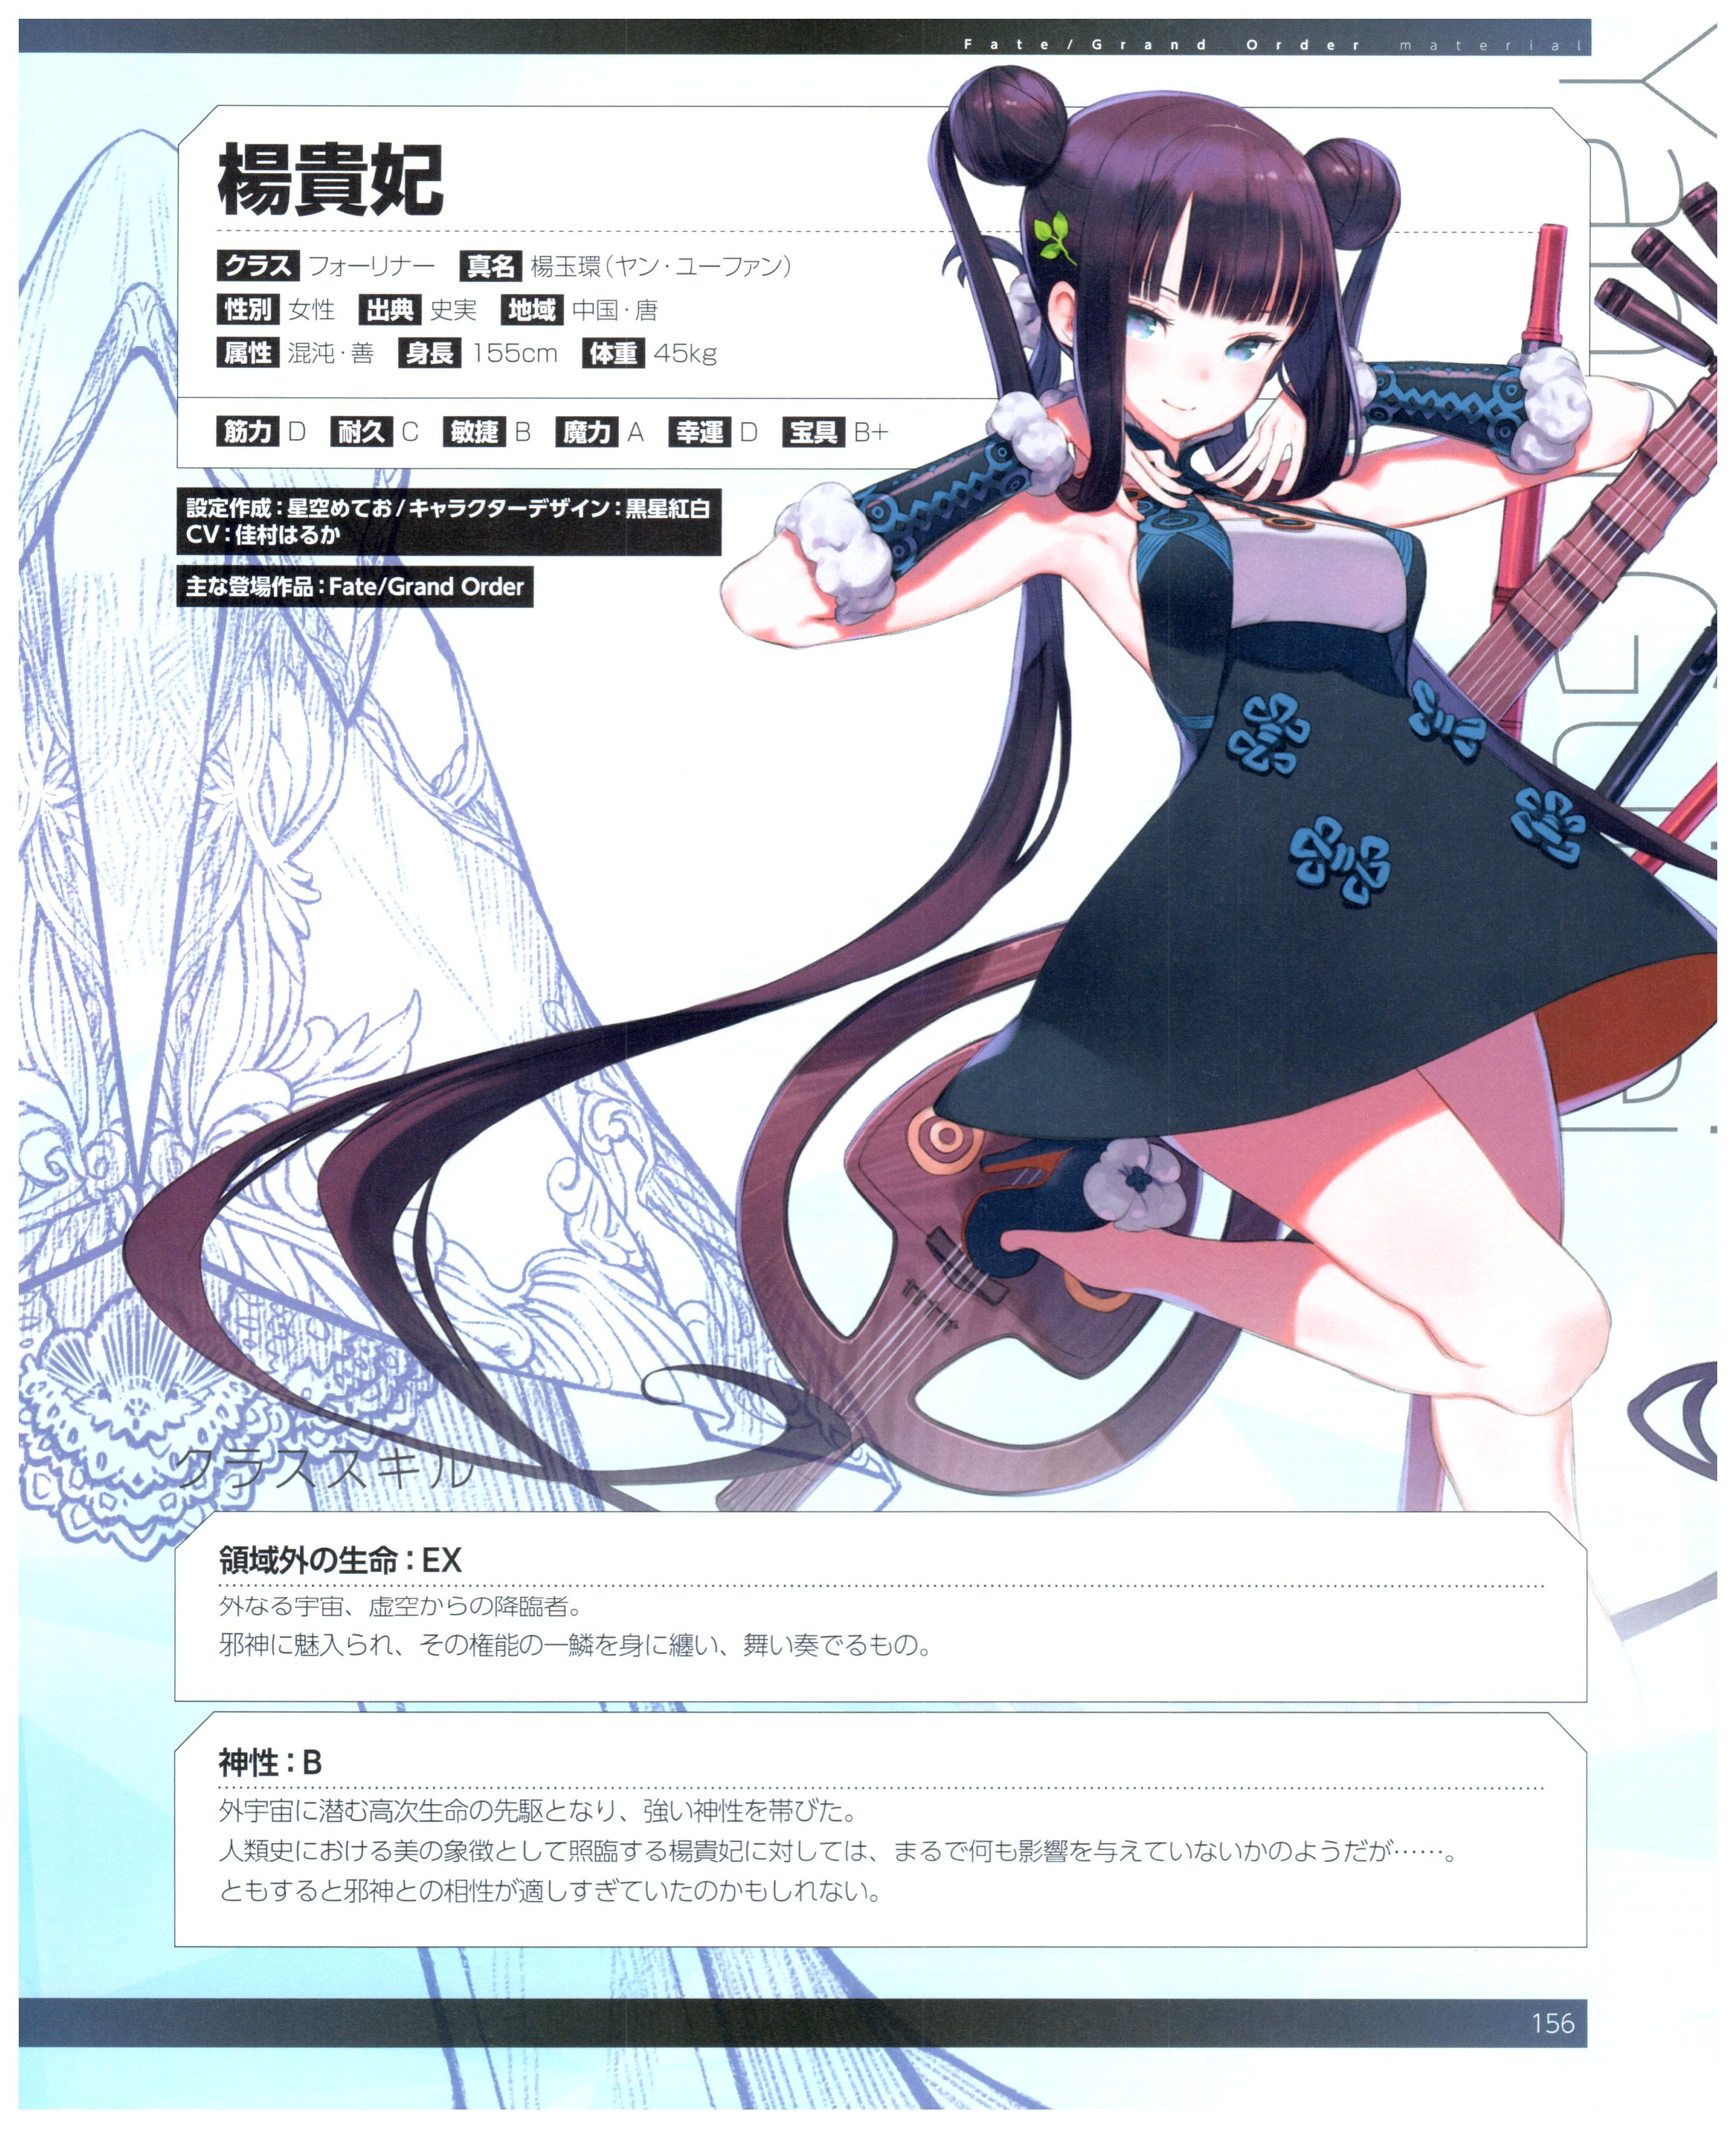 Fate/Grand Order material
楊貴妃
クラス フォーリナー 真名 楊玉環(ヤン・ユーファン)
性別 女性 出典 史実 地域 中国・唐
属性 混沌・善 身長 155cm 体重 45kg
筋力 D 耐久 C 敏捷 B 魔力 A 幸運 D 宝具 B+
設定作成:星空めてお/キャラクターデザイン:黒星紅白
CV:佳村はるか
主な登場作品:Fate/Grand Order
クラススキル
領域外の生命:EX
外なる宇宙、虚空からの降臨者。
邪神に魅入られ、その権能の一鱗を身に纏い、舞い奏でるもの。
神性:B
外宇宙に潜む高次生命の先駆となり、強い神性を帯びた。
人類史における美の象徴として照臨する楊貴妃に対しては、まるで何も影響を与えていないかのようだが……。
ともすると邪神との相性が適しすぎていたのかもしれない。
156